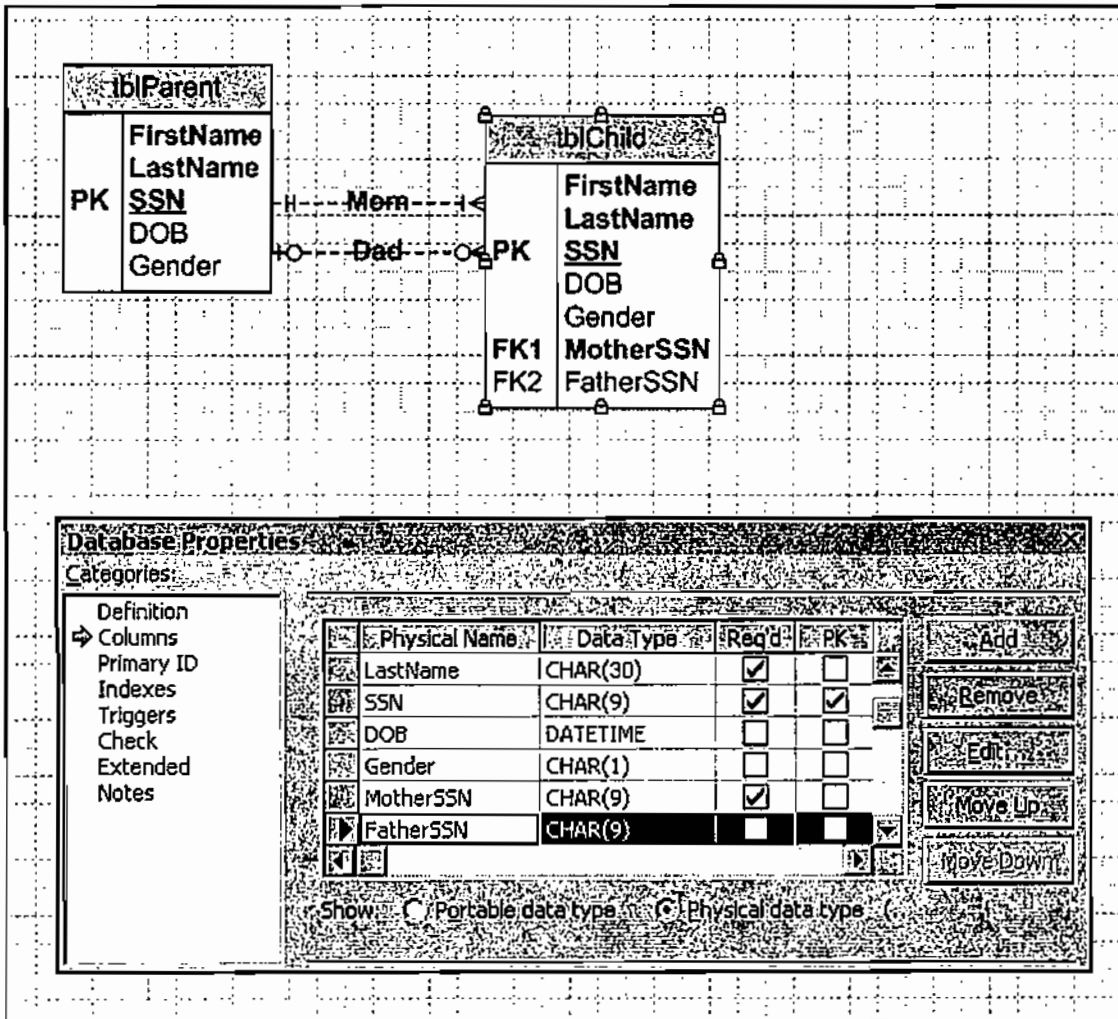 tblParent
FirstName
LastName
PK SSN
DOB
Gender
Mom
Dad
tblChild
FirstName
LastName
PK SSN
DOB
Gender
FK1 MotherSSN
FK2 FatherSSN
Database Properties
Categories:
Definition
Columns
Primary ID
Indexes
Triggers
Check
Extended
Notes
Physical Name Data Type Req'd PK
LastName CHAR(30)
SSN CHAR(9)
DOB DATETIME
Gender CHAR(1)
MotherSSN CHAR(9)
FatherSSN CHAR(9)
Add
Remove
Edit...
Move Up
Move Down
Show: Portable data type Physical data type (